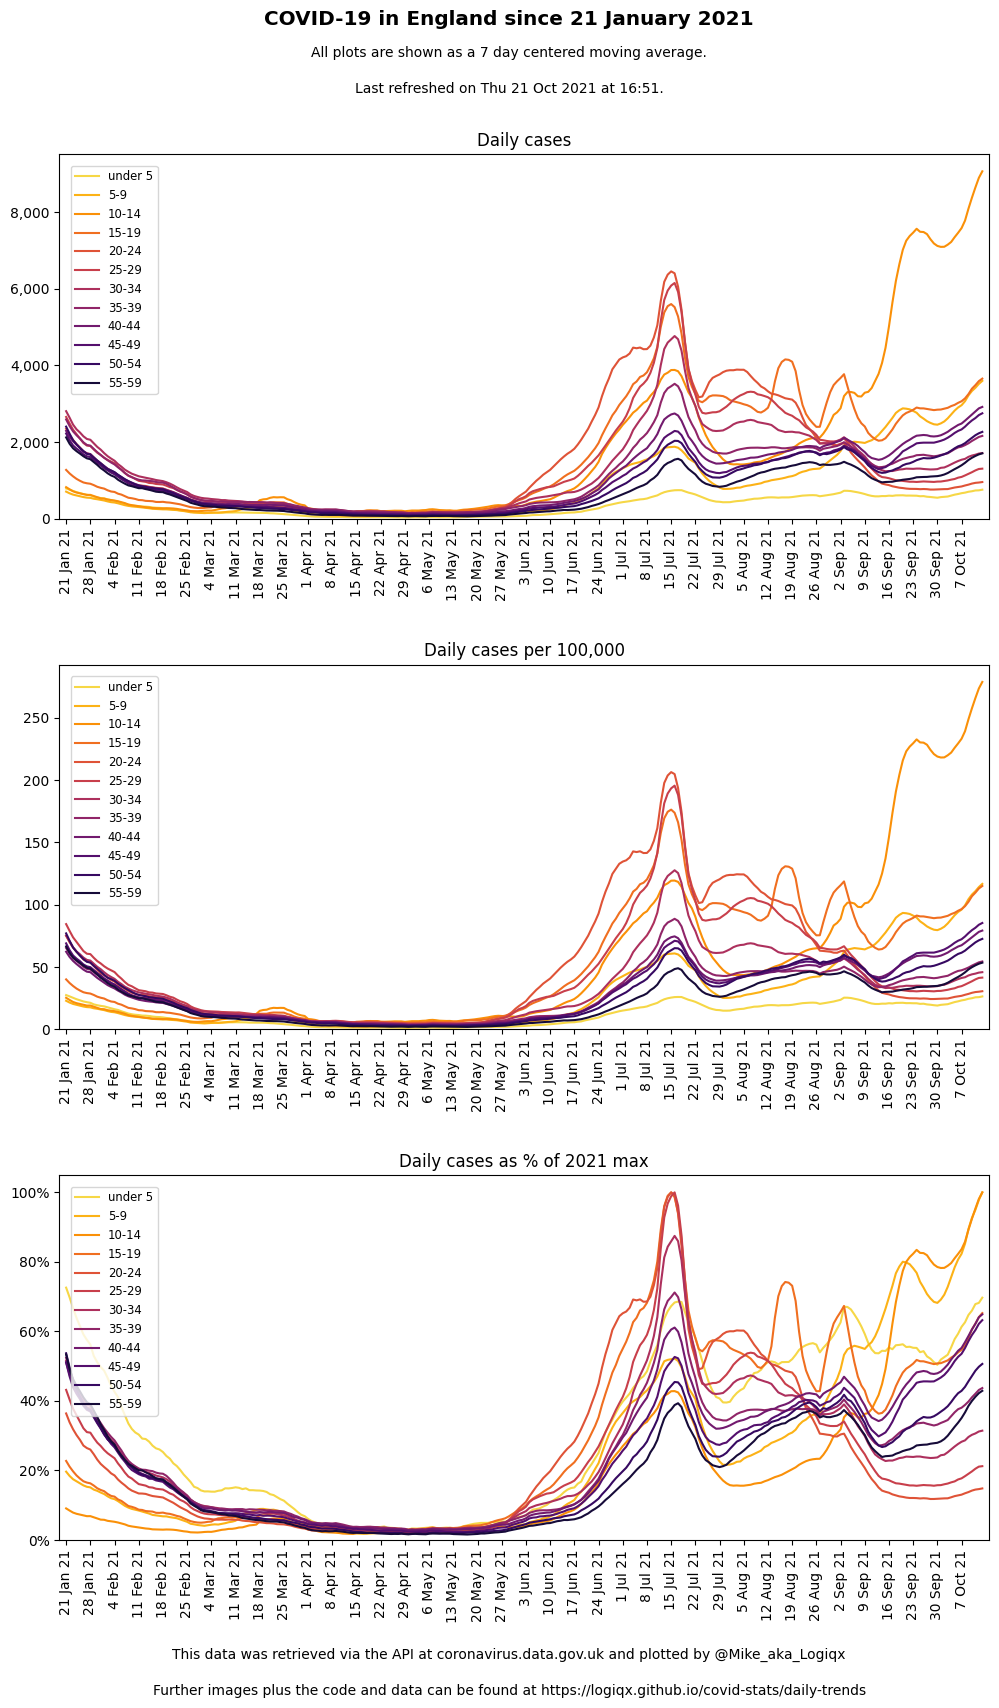 COVID-19 in England since 21 January 2021
All plots are shown as a 7 day centered moving average.
Last refreshed on Thu 21 Oct 2021 at 16:51.
Daily cases
under 5
5-9
10-14
15-19
20-24
25-29
30-34
35-39
40-44
45-49
50-54
55-59
8,000
6,000
4,000
2,000
0
21 Jan 21
28 Jan 21
4 Feb 21
11 Feb 21
18 Feb 21
25 Feb 21
4 Mar 21
11 Mar 21
18 Mar 21
25 Mar 21
1 Apr 21
8 Apr 21
15 Apr 21
22 Apr 21
29 Apr 21
6 May 21
13 May 21
20 May 21
27 May 21
3 Jun 21
10 Jun 21
17 Jun 21
24 Jun 21
1 Jul 21
8 Jul 21
15 Jul 21
22 Jul 21
29 Jul 21
5 Aug 21
12 Aug 21
19 Aug 21
26 Aug 21
2 Sep 21
9 Sep 21
16 Sep 21
23 Sep 21
30 Sep 21
7 Oct 21
Daily cases per 100,000
under 5
5-9
10-14
15-19
20-24
25-29
30-34
35-39
40-44
45-49
50-54
55-59
250
200
150
100
50
0
21 Jan 21
28 Jan 21
4 Feb 21
11 Feb 21
18 Feb 21
25 Feb 21
4 Mar 21
11 Mar 21
18 Mar 21
25 Mar 21
1 Apr 21
8 Apr 21
15 Apr 21
22 Apr 21
29 Apr 21
6 May 21
13 May 21
20 May 21
27 May 21
3 Jun 21
10 Jun 21
17 Jun 21
24 Jun 21
1 Jul 21
8 Jul 21
15 Jul 21
22 Jul 21
29 Jul 21
5 Aug 21
12 Aug 21
19 Aug 21
26 Aug 21
2 Sep 21
9 Sep 21
16 Sep 21
23 Sep 21
30 Sep 21
7 Oct 21
Daily cases as % of 2021 max
under 5
5-9
10-14
15-19
20-24
25-29
30-34
35-39
40-44
45-49
50-54
55-59
100%
80%
60%
40%
20%
0%
21 Jan 21
28 Jan 21
4 Feb 21
11 Feb 21
18 Feb 21
25 Feb 21
4 Mar 21
11 Mar 21
18 Mar 21
25 Mar 21
1 Apr 21
8 Apr 21
15 Apr 21
22 Apr 21
29 Apr 21
6 May 21
13 May 21
20 May 21
27 May 21
3 Jun 21
10 Jun 21
17 Jun 21
24 Jun 21
1 Jul 21
8 Jul 21
15 Jul 21
22 Jul 21
29 Jul 21
5 Aug 21
12 Aug 21
19 Aug 21
26 Aug 21
2 Sep 21
9 Sep 21
16 Sep 21
23 Sep 21
30 Sep 21
7 Oct 21
This data was retrieved via the API at coronavirus.data.gov.uk and plotted by @Mike_aka_Logiqx
Further images plus the code and data can be found at https://logiqx.github.io/covid-stats/daily-trends